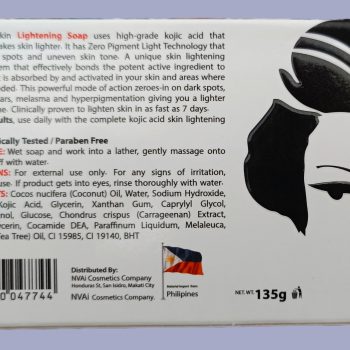 kin Lightening Soap uses high-grade kojic acid that
akes skin lighter. It has Zero Pigment Light Technology that
spots and uneven skin tone. A unique skin lightening
em that effectively bonds the potent active ingredient to
t is absorbed by and activated in your skin and areas where
ded. This powerful mode of action zeroes-in on dark spots,
ars, melasma and hyperpigmentation giving you a lighter
ne. Clinically proven to lighten skin in as fast as 7 days.
ults, use daily with the complete kojic acid skin lightening
ically Tested / Paraben Free
E: Wet soap and work into a lather, gently massage onto
ff with water.
NS: For external use only. For any signs of irritation,
use. If product gets into eyes, rinse thoroughly with water.
TS: Cocos nucifera (Coconut) Oil, Water, Sodium Hydroxide,
Kojic Acid, Glycerin, Xanthan Gum, Caprylyl Glycol,
nol, Glucose, Chondrus crispus (Carrageenan) Extract,
ycerin, Cocamide DEA, Paraffinum Liquidum, Melaleuca,
Tea Tree) Oil, CI 15985, CI 19140, BHT
00047744
Distributed By:
NVAi Cosmetics Company
Honduras St, San Isidro, Makati City
NVAi Cosmetics Company
Philipines
NET. WT. 135g